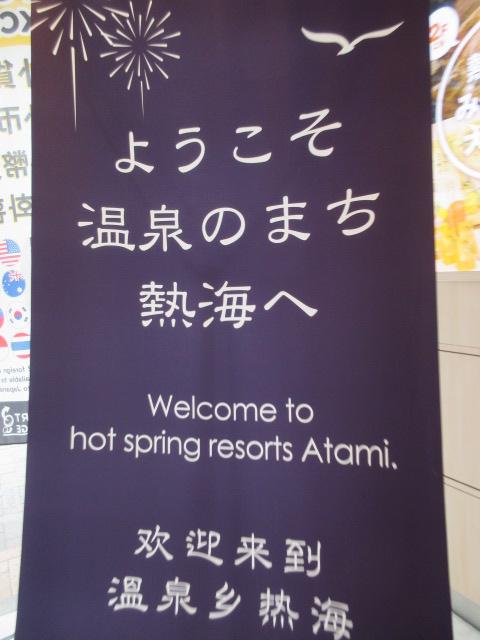 ようこそ
温泉のまち
熱海へ
Welcome to
hot spring resorts Atami.
欢迎来到
温泉乡热海